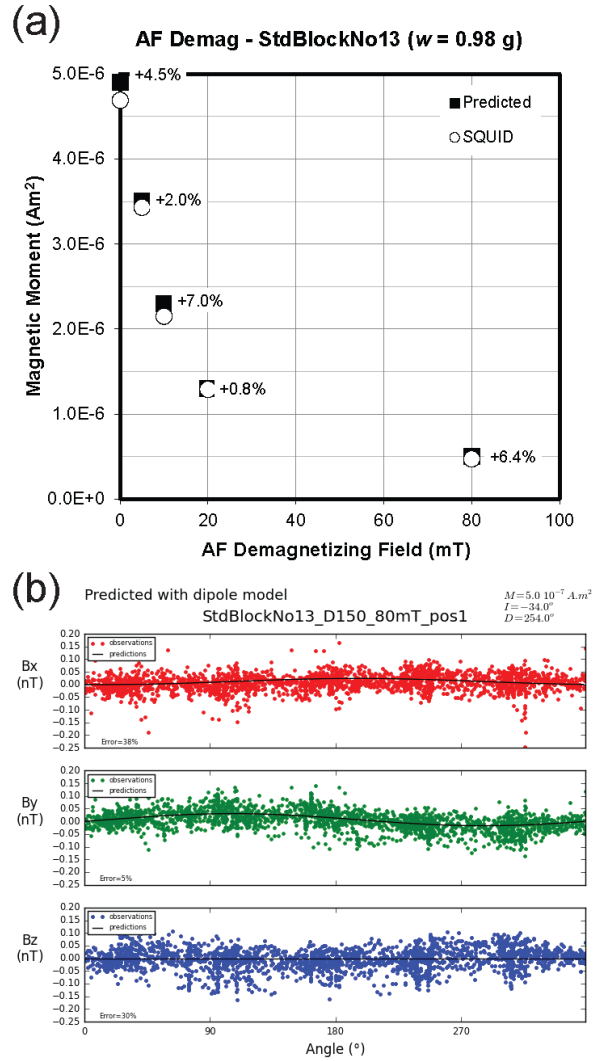 (a)
AF Demag - StdBlockNo13 (w = 0.98 g)
5.0E-6
4.0E-6
3.0E-6
2.0E-6
1.0E-6
0.0E+0
Magnetic Moment (Am²)
+4.5%
+2.0%
+7.0%
+0.8%
+6.4%
Predicted
SQUID
0 20 40 60 80 100
AF Demagnetizing Field (mT)
(b)
Predicted with dipole model
M=5.0 10⁻⁷ A.m²
I=−34.0°
D=254.0°
StdBlockNo13_D150_80mT_pos1
Bx
(nT)
0.20
0.15
0.10
0.05
0.00
−0.05
−0.10
−0.15
−0.20
−0.25
observations
predictions
Error=38%
By
(nT)
0.20
0.15
0.10
0.05
0.00
−0.05
−0.10
−0.15
−0.20
−0.25
observations
predictions
Error=5%
Bz
(nT)
0.20
0.15
0.10
0.05
0.00
−0.05
−0.10
−0.15
−0.20
−0.25
observations
predictions
Error=30%
0 90 180 270
Angle (°)